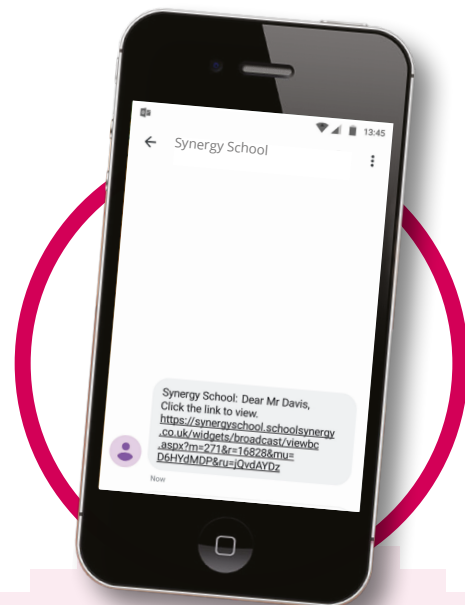 13:45
Synergy School
Synergy School: Dear Mr Davis,
Click the link to view.
https://synergyschool.schoolsynergy
.co.uk/widgets/broadcast/viewbc
.aspx?m=271&r=16828&mu=
D6HYdMDP&ru=jQvdAYDz
Now